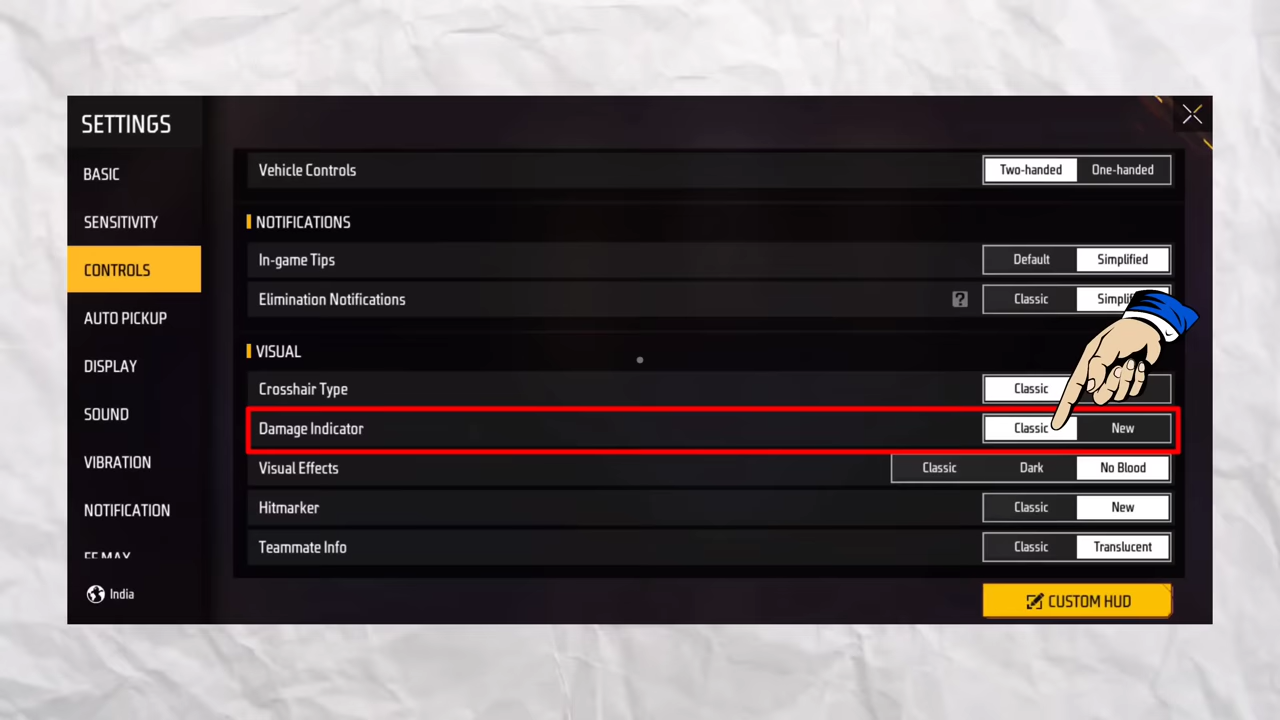 SETTINGS
BASIC
SENSITIVITY
CONTROLS
AUTO PICKUP
DISPLAY
SOUND
VIBRATION
NOTIFICATION
India
Vehicle Controls Two-handed One-handed
NOTIFICATIONS
In-game Tips Default Simplified
Elimination Notifications ? Classic
VISUAL
Crosshair Type Classic
Damage Indicator Classic New
Visual Effects Classic Dark No Blood
Hitmarker Classic New
Teammate Info Classic Translucent
CUSTOM HUD